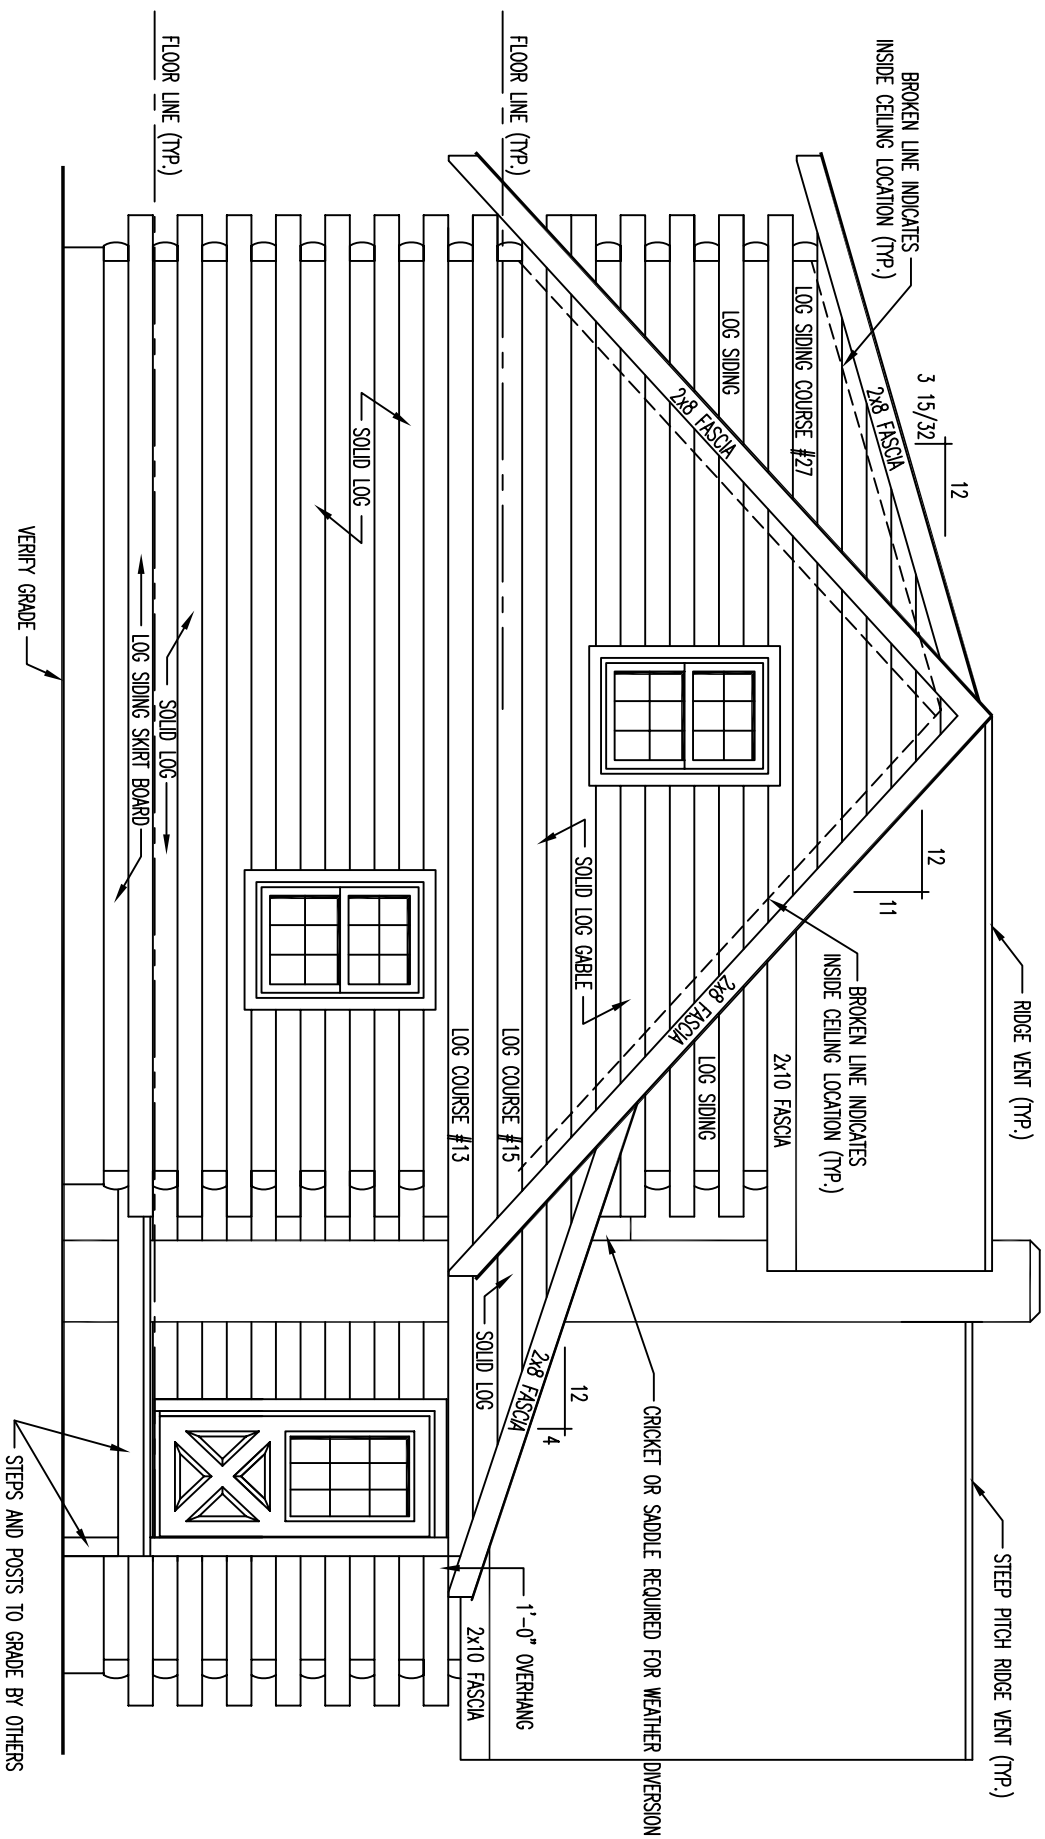 RIDGE VENT (TYP.)
STEEP PITCH RIDGE VENT (TYP.)
12
3 15/32
BROKEN LINE INDICATES
INSIDE CEILING LOCATION (TYP.)
2x8 FASCIA
12
11
BROKEN LINE INDICATES
INSIDE CEILING LOCATION (TYP.)
LOG SIDING COURSE #27
2x10 FASCIA
LOG SIDING
2x8 FASCIA
2x8 FASCIA
LOG SIDING
CRICKET OR SADDLE REQUIRED FOR WEATHER DIVERSION
SOLID LOG GABLE
12
4
2x8 FASCIA
FLOOR LINE (TYP.)
LOG COURSE #15
SOLID LOG
1'-0" OVERHANG
LOG COURSE #13
2x10 FASCIA
SOLID LOG
FLOOR LINE (TYP.)
SOLID LOG
LOG SIDING SKIRT BOARD
VERIFY GRADE
STEPS AND POSTS TO GRADE BY OTHERS